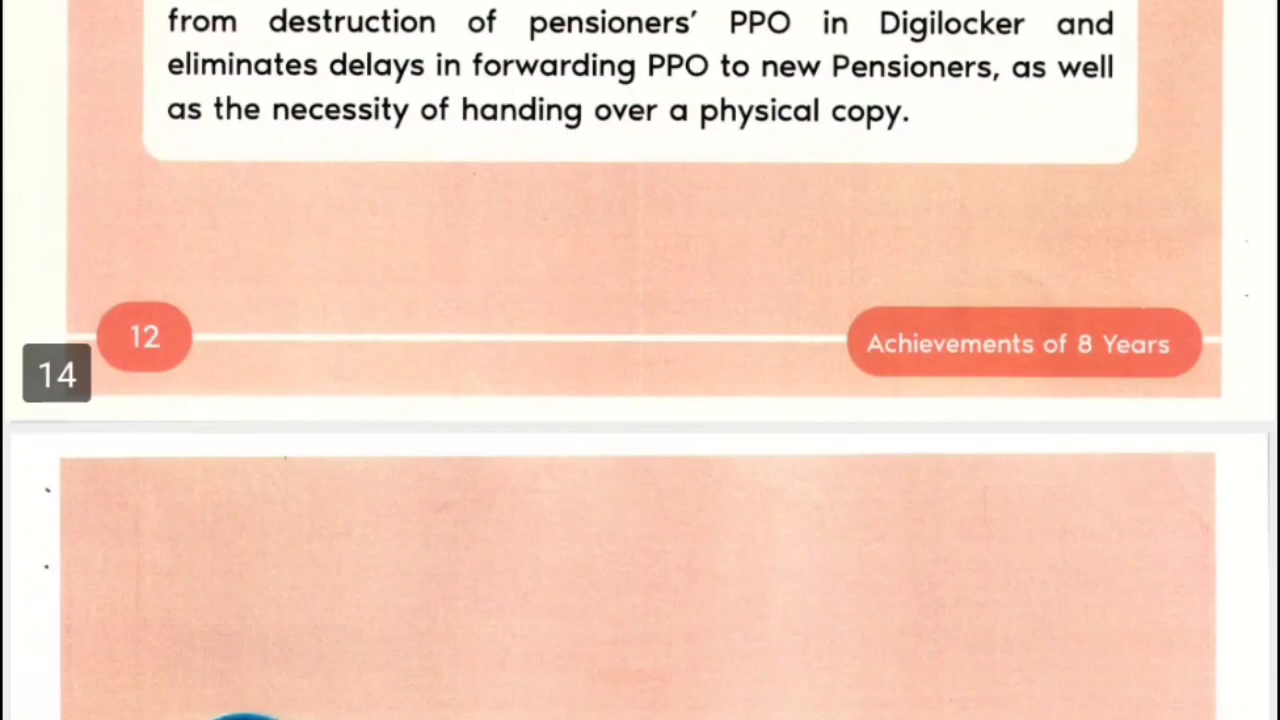 from destruction of pensioners’ PPO in Digilocker and
eliminates delays in forwarding PPO to new Pensioners, as well
as the necessity of handing over a physical copy.
12
Achievements of 8 Years
14